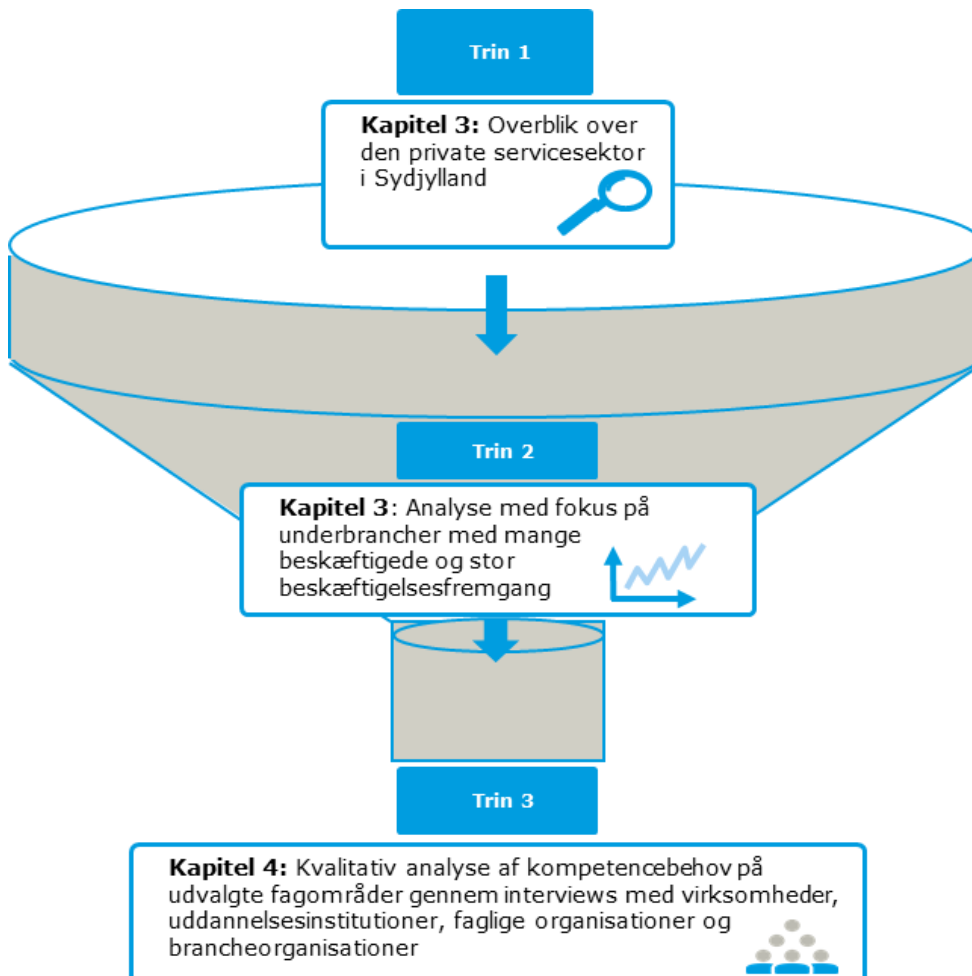 Trin 1
Kapitel 3: Overblik over
den private servicesektor
i Sydjylland
Trin 2
Kapitel 3: Analyse med fokus på
underbrancher med mange
beskæftigede og stor
beskæftigelsesfremgang
Trin 3
Kapitel 4: Kvalitativ analyse af kompetencebehov på
udvalgte fagområder gennem interviews med virksomheder,
uddannelsesinstitutioner, faglige organisationer og
brancheorganisationer